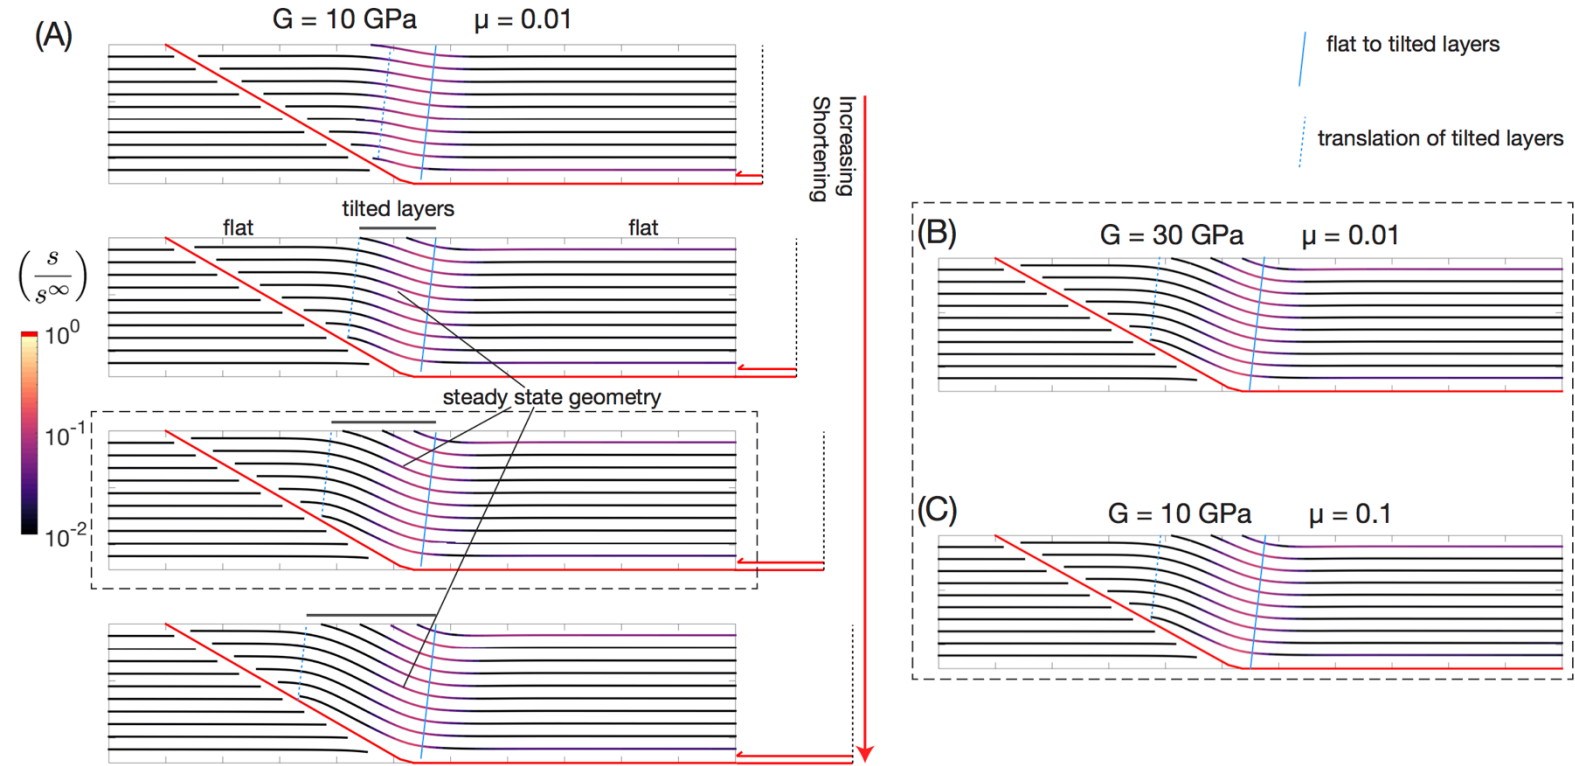 (A)
G = 10 GPa μ = 0.01
flat to tilted layers
translation of tilted layers
Increasing
Shortening
tilted layers
flat
flat
(s/s∞)
10^0
10^-1
10^-2
steady state geometry
(B)
G = 30 GPa μ = 0.01
(C)
G = 10 GPa μ = 0.1